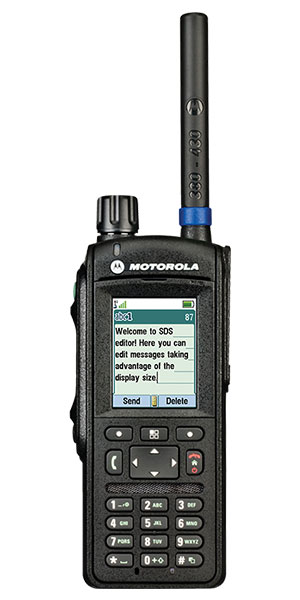 380 - 430
MOTOROLA
abc1 87
Welcome to SDS
editor! Here you can
edit messages taking
advantage of the
display size.
Send Delete
1 2 ABC 3 DEF
4 GHI 5 JKL 6 MNO
7 PQRS 8 TUV 9 WXYZ
* 0 + #